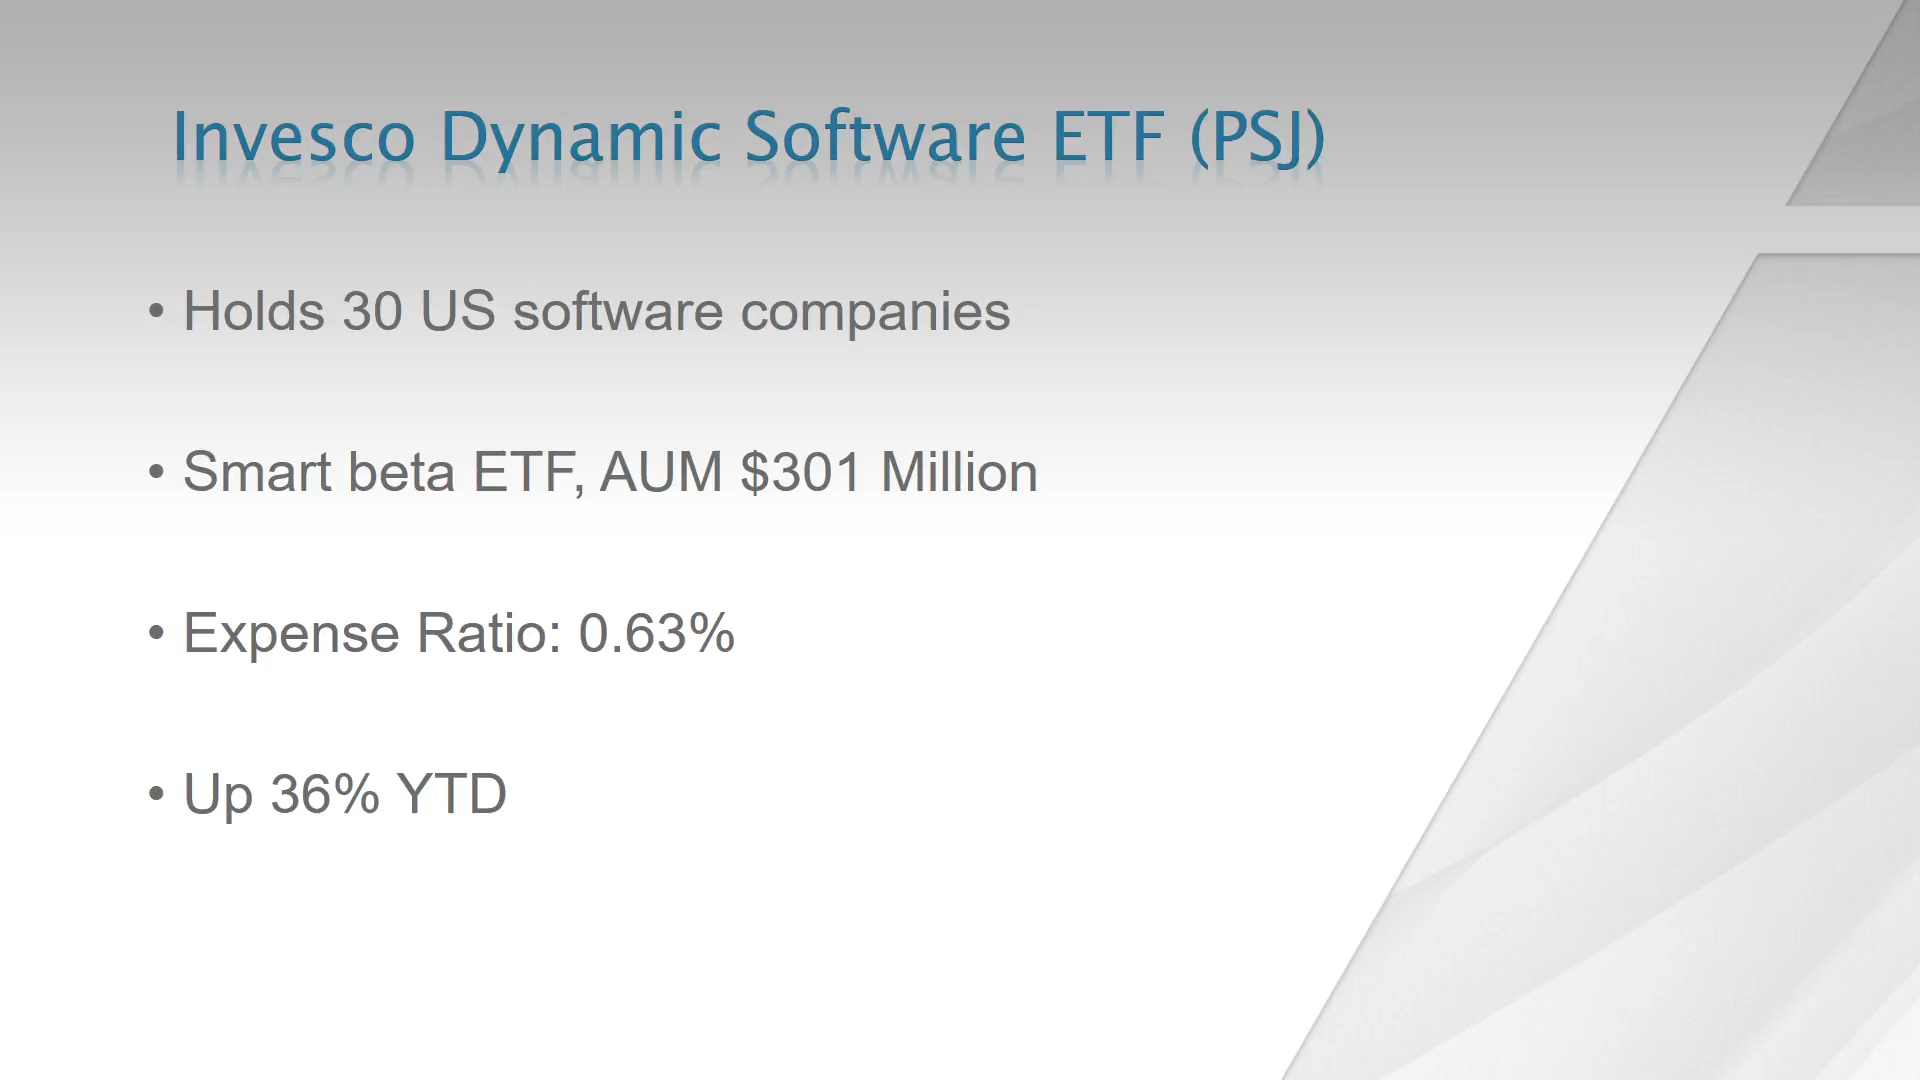 Invesco Dynamic Software ETF (PSJ)
• Holds 30 US software companies
• Smart beta ETF, AUM $301 Million
• Expense Ratio: 0.63%
• Up 36% YTD